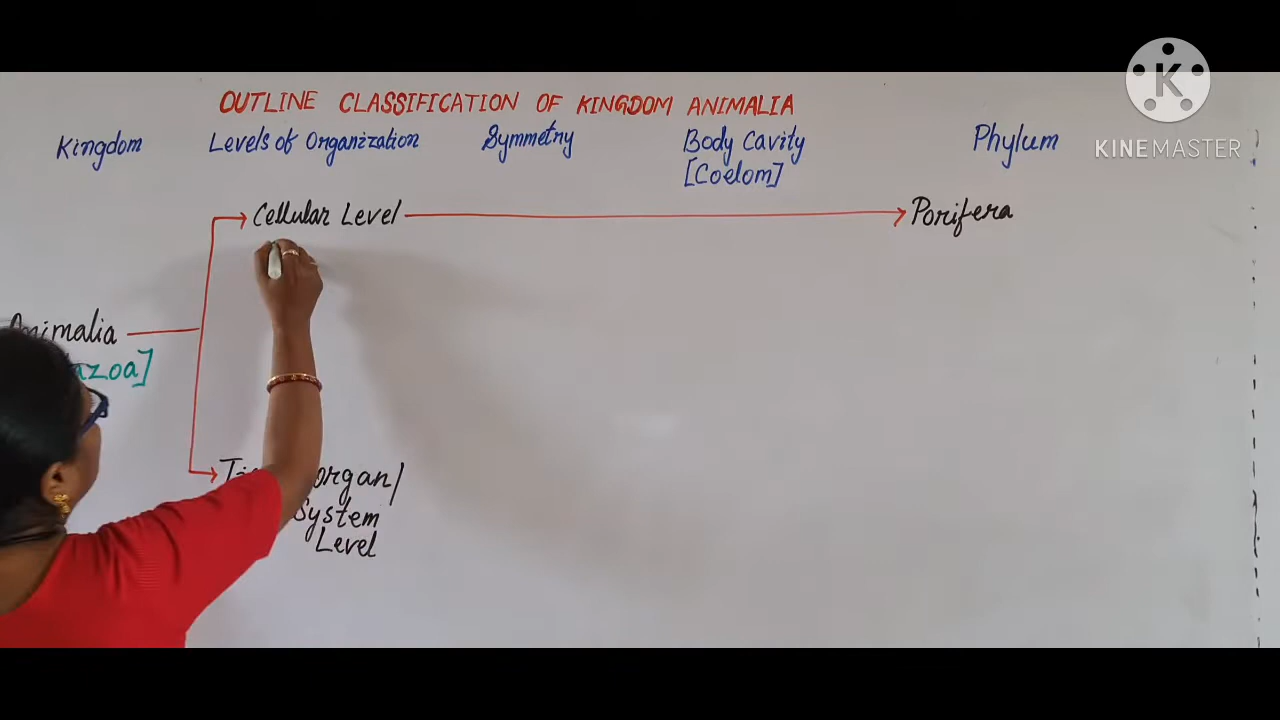 OUTLINE CLASSIFICATION OF KINGDOM ANIMALIA
Kingdom Levels of Organization Symmetry Body Cavity Phylum
[Coelom]
K
KINEMASTER
Cellular Level Porifera
Animalia
azoa]
organ/
System
Level